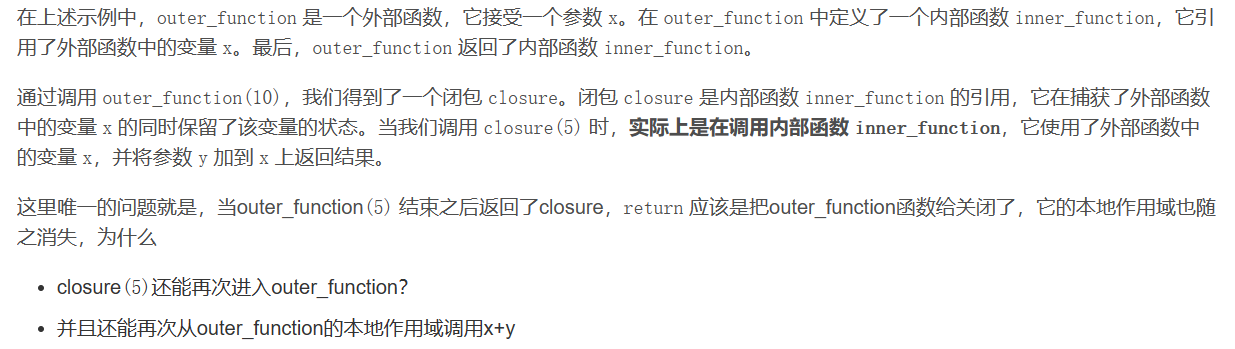 在上述示例中，outer_function 是一个外部函数，它接受一个参数 x。在 outer_function 中定义了一个内部函数 inner_function，它引
用了外部函数中的变量 x。最后，outer_function 返回了内部函数 inner_function。
通过调用 outer_function(10)，我们得到了一个闭包 closure。闭包 closure 是内部函数 inner_function 的引用，它在捕获了外部函数
中的变量 x 的同时保留了该变量的状态。当我们调用 closure(5) 时，实际上是在调用内部函数 inner_function，它使用了外部函数中
的变量 x，并将参数 y 加到 x 上返回结果。
这里唯一的问题就是，当outer_function(5) 结束之后返回了closure，return 应该是把outer_function函数给关闭了，它的本地作用域也随
之消失，为什么
• closure(5)还能再次进入outer_function？
• 并且还能再次从outer_function的本地作用域调用x+y